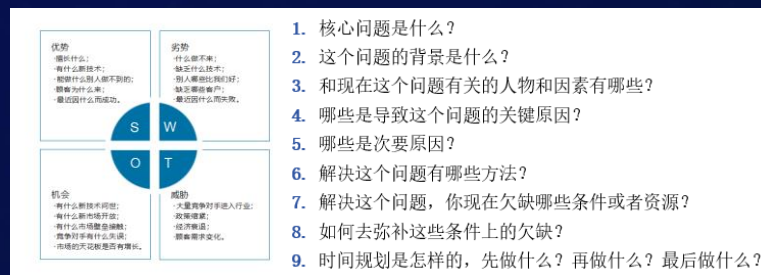 优势
·擅长什么；
·有什么新技术；
·能做什么别人做不到的；
·顾客为什么来；
·最近因什么而成功。
劣势
·什么做不来；
·缺乏什么技术；
·别人哪些比我们好；
·缺乏哪些客户；
·最近因什么而失败。
S
W
O
T
机会
·有什么新技术问世；
·有什么新市场开放；
·有什么市场壁垒接触；
·竞争对手有什么失误；
·市场的天花板是否有增长。
威胁
·大量竞争对手进入行业；
·政策缩紧；
·经济衰退；
·顾客需求变化。
1. 核心问题是什么？
2. 这个问题的背景是什么？
3. 和现在这个问题有关的人物和因素有哪些？
4. 哪些是导致这个问题的关键原因？
5. 哪些是次要原因？
6. 解决这个问题有哪些方法？
7. 解决这个问题，你现在欠缺哪些条件或者资源？
8. 如何去弥补这些条件上的欠缺？
9. 时间规划是怎样的，先做什么？再做什么？最后做什么？